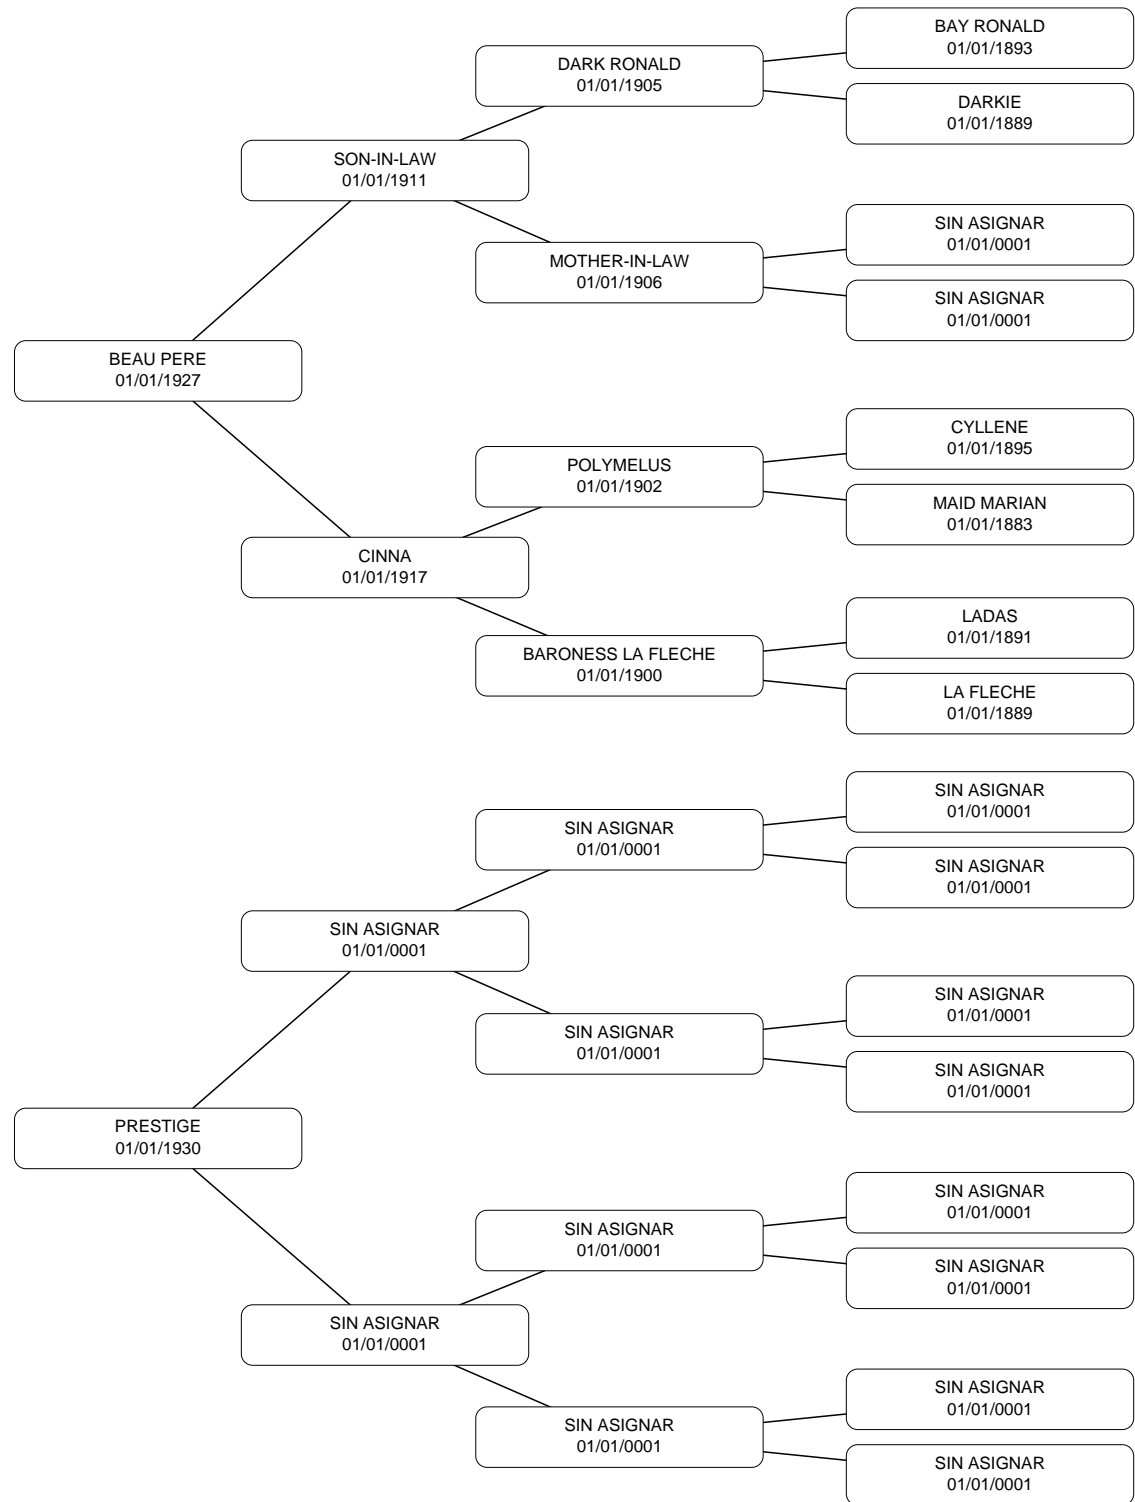 BAY RONALD
01/01/1893
DARK RONALD
01/01/1905
DARKIE
01/01/1889
SON-IN-LAW
01/01/1911
SIN ASIGNAR
01/01/0001
MOTHER-IN-LAW
01/01/1906
SIN ASIGNAR
01/01/0001
BEAU PERE
01/01/1927
CYLLENE
01/01/1895
POLYMELUS
01/01/1902
MAID MARIAN
01/01/1883
CINNA
01/01/1917
LADAS
01/01/1891
BARONESS LA FLECHE
01/01/1900
LA FLECHE
01/01/1889
SIN ASIGNAR
01/01/0001
SIN ASIGNAR
01/01/0001
SIN ASIGNAR
01/01/0001
SIN ASIGNAR
01/01/0001
SIN ASIGNAR
01/01/0001
SIN ASIGNAR
01/01/0001
SIN ASIGNAR
01/01/0001
PRESTIGE
01/01/1930
SIN ASIGNAR
01/01/0001
SIN ASIGNAR
01/01/0001
SIN ASIGNAR
01/01/0001
SIN ASIGNAR
01/01/0001
SIN ASIGNAR
01/01/0001
SIN ASIGNAR
01/01/0001
SIN ASIGNAR
01/01/0001